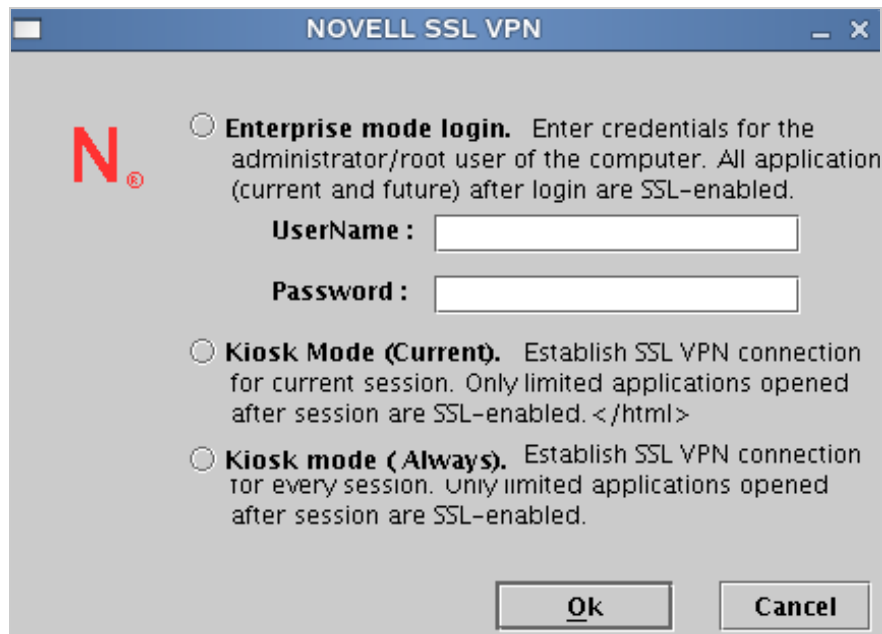 NOVELL SSL VPN
N®
Enterprise mode login. Enter credentials for the
administrator/root user of the computer. All application
(current and future) after login are SSL-enabled.
UserName :
Password :
Kiosk Mode (Current). Establish SSL VPN connection
for current session. Only limited applications opened
after session are SSL-enabled.</html>
Kiosk mode ( Always). Establish SSL VPN connection
for every session. Only limited applications opened
after session are SSL-enabled.
Ok Cancel